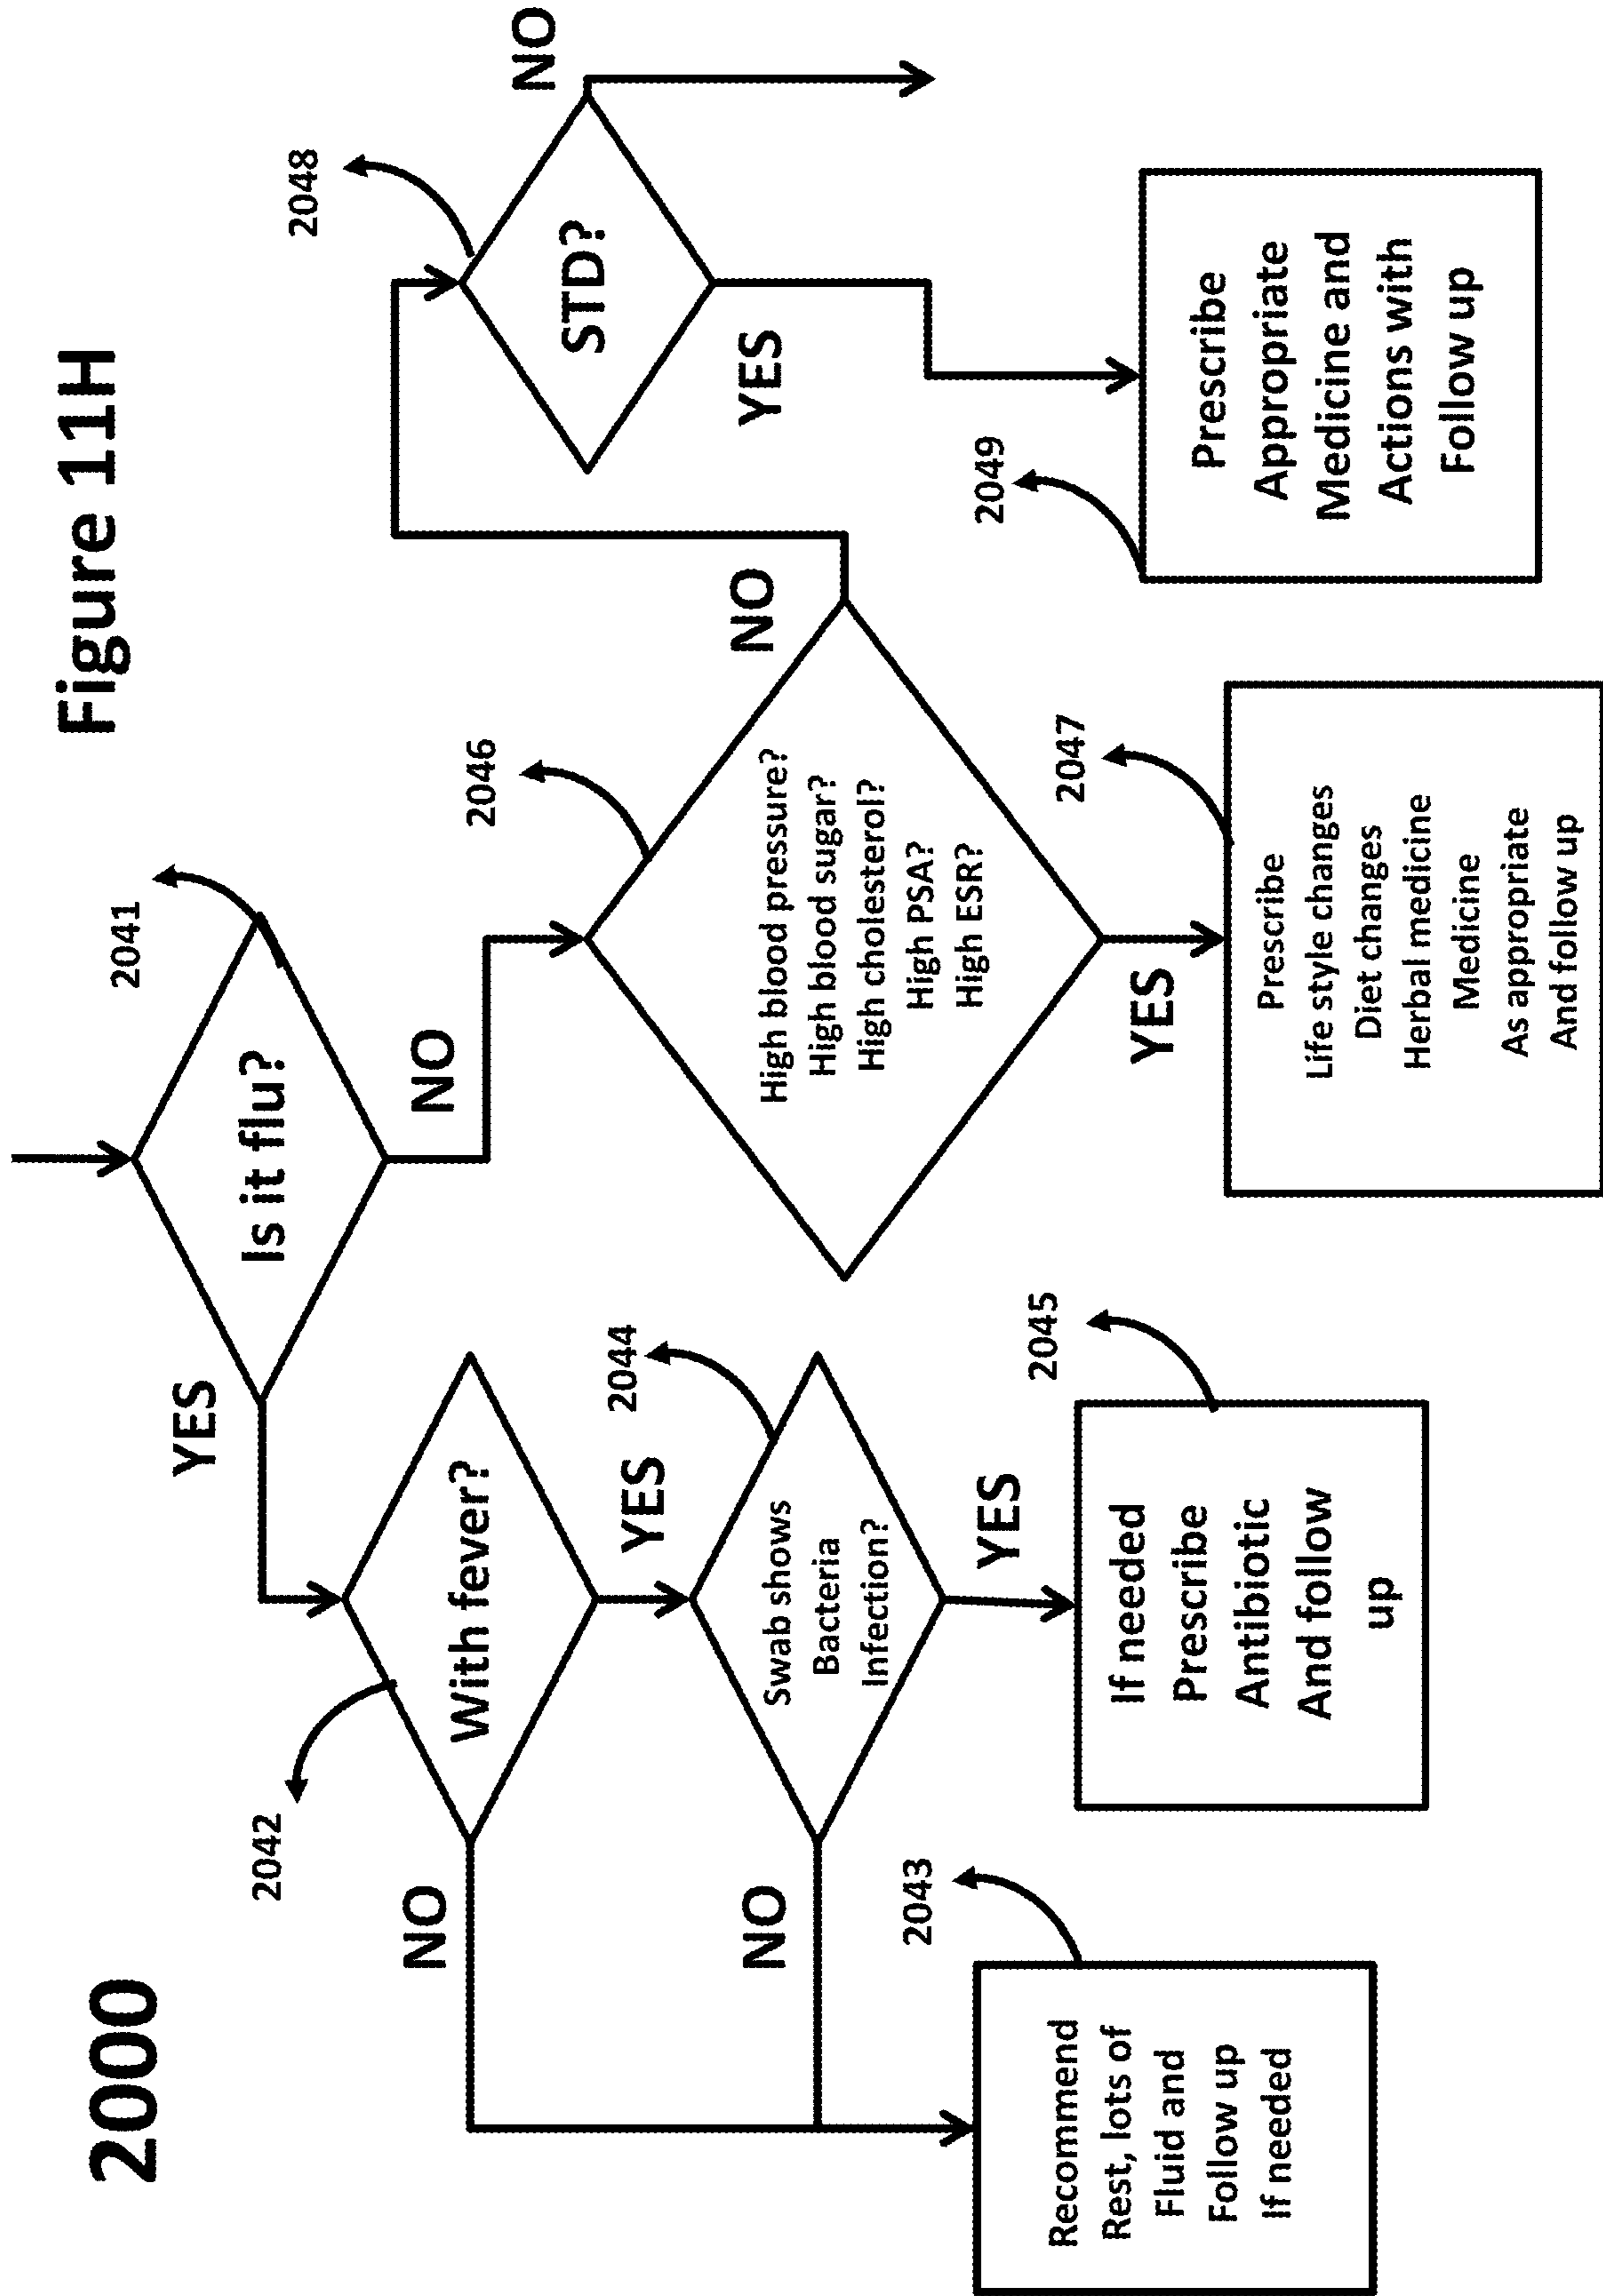 2000
Figure 11H
2041
Is it flu?
YES
NO
2042
With fever?
NO
YES
2044
Swab shows
Bacteria
Infection?
NO
YES
2043
Recommend
Rest, lots of
Fluid and
Follow up
If needed
2045
If needed
Prescribe
Antibiotic
And follow
up
2046
High blood pressure?
High blood sugar?
High cholesterol?
High PSA?
High ESR?
NO
YES
2047
Prescribe
Life style changes
Diet changes
Herbal medicine
Medicine
As appropriate
And follow up
2048
STD?
NO
YES
2049
Prescribe
Appropriate
Medicine and
Actions with
Follow up